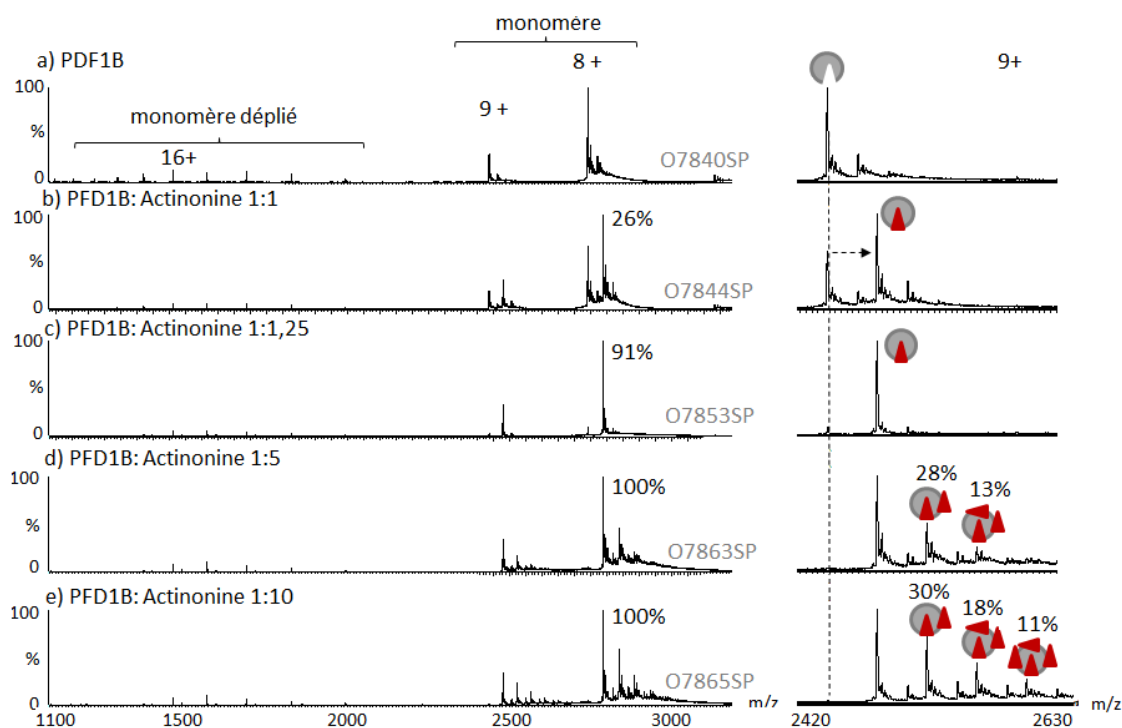 monomère
a) PDF1B
8 +
9+
100
monomère déplié
9 +
%
16+
O7840SP
0
b) PFD1B: Actinonine 1:1
100
26%
%
O7844SP
0
c) PFD1B: Actinonine 1:1,25
100
91%
%
O7853SP
0
d) PFD1B: Actinonine 1:5
100
100%
28%
13%
%
O7863SP
0
e) PFD1B: Actinonine 1:10
100
100%
30%
18%
11%
%
O7865SP
0
m/z
m/z
1100 1500 2000 2500 3000 2420 2630